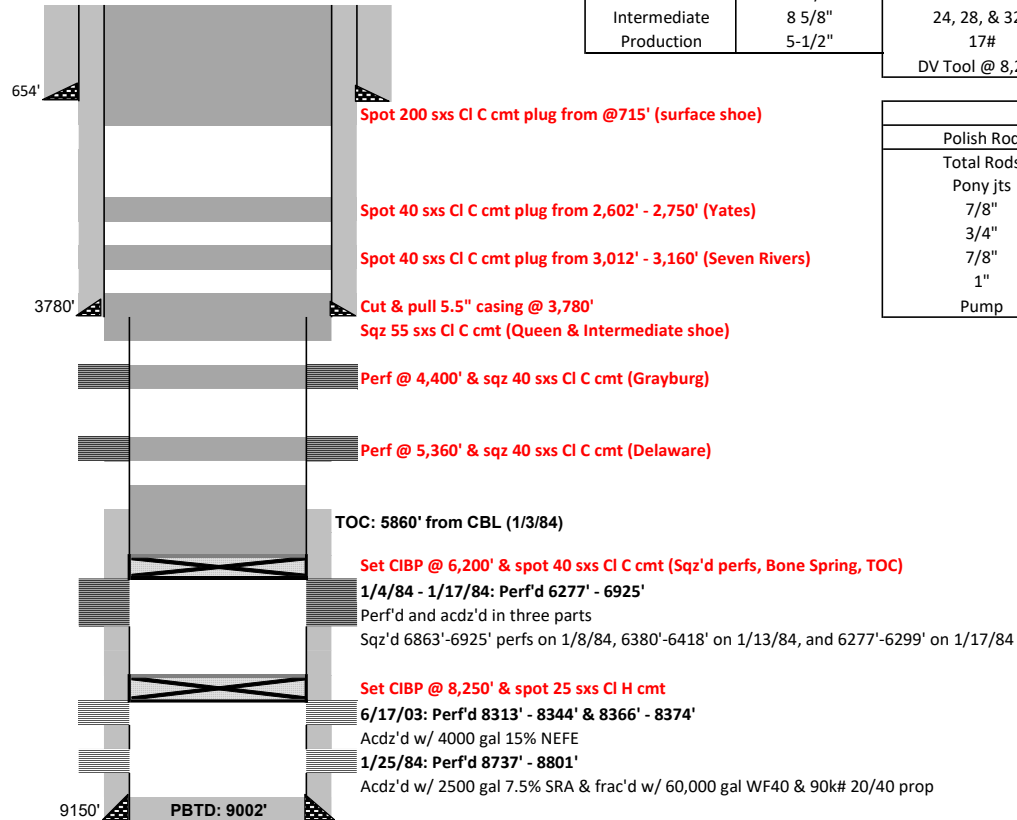 Intermediate 8 5/8" 24, 28, & 32
Production 5-1/2" 17#
DV Tool @ 8,2
654'
Spot 200 sxs Cl C cmt plug from @715' (surface shoe)
Polish Rod
Total Rods
Pony jts
7/8"
3/4"
7/8"
1"
Pump
Spot 40 sxs Cl C cmt plug from 2,602' - 2,750' (Yates)
Spot 40 sxs Cl C cmt plug from 3,012' - 3,160' (Seven Rivers)
3780'
Cut & pull 5.5" casing @ 3,780'
Sqz 55 sxs Cl C cmt (Queen & Intermediate shoe)
Perf @ 4,400' & sqz 40 sxs Cl C cmt (Grayburg)
Perf @ 5,360' & sqz 40 sxs Cl C cmt (Delaware)
TOC: 5860' from CBL (1/3/84)
Set CIBP @ 6,200' & spot 40 sxs Cl C cmt (Sqz'd perfs, Bone Spring, TOC)
1/4/84 - 1/17/84: Perf'd 6277' - 6925'
Perf'd and acdz'd in three parts
Sqz'd 6863'-6925' perfs on 1/8/84, 6380'-6418' on 1/13/84, and 6277'-6299' on 1/17/84
Set CIBP @ 8,250' & spot 25 sxs Cl H cmt
6/17/03: Perf'd 8313' - 8344' & 8366' - 8374'
Acdz'd w/ 4000 gal 15% NEFE
1/25/84: Perf'd 8737' - 8801'
Acdz'd w/ 2500 gal 7.5% SRA & frac'd w/ 60,000 gal WF40 & 90k# 20/40 prop
9150'
PBTD: 9002'